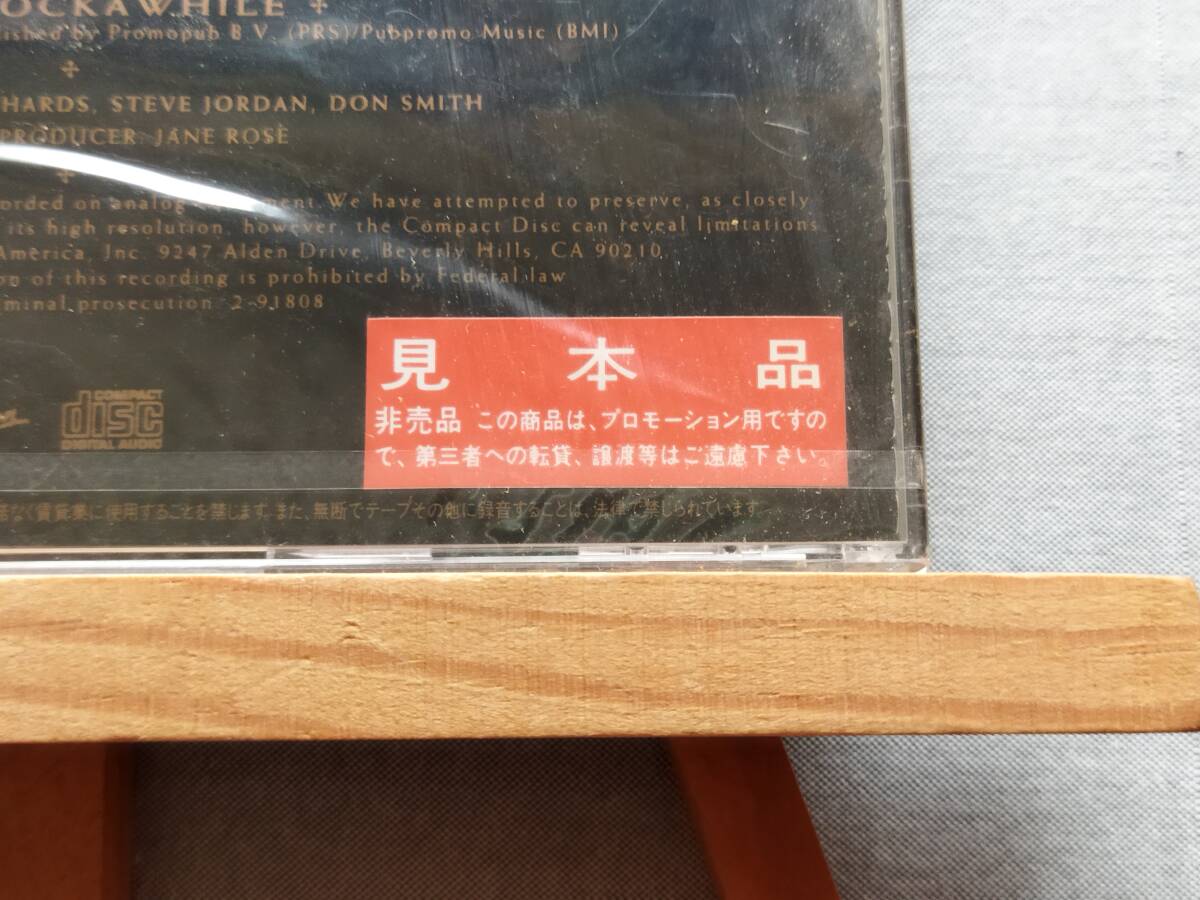 OCKAWHILE
lished by Promopub B V. (PRS)/Pubpromo Music (BMI)
HARDS, STEVE JORDAN, DON SMITH
PRODUCER: JANE ROSE
orded on analog We have attempted to preserve, as closely
its high resolution, however, the Compact Disc can reveal limitations
America, Inc. 9247 Alden Drive, Beverly Hills, CA 90210
on of this recording is prohibited by Federal law
minal prosecution. 2-91808
見本品
非売品 この商品は、プロモーション用ですの
で、第三者への転貸、譲渡等はご遠慮下さい。
COMPACT
disc
DIGITAL AUDIO
なく賃貸業に使用することを禁じます。また、無断でテープその他に録音することは、法律で禁じられています。